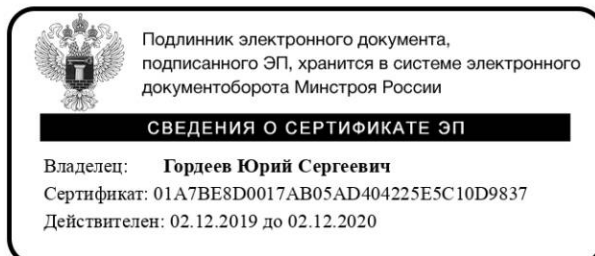 Подлинник электронного документа,
подписанного ЭП, хранится в системе электронного
документоборота Минстроя России
СВЕДЕНИЯ О СЕРТИФИКАТЕ ЭП
Владелец: Гордеев Юрий Сергеевич
Сертификат: 01A7BE8D0017AB05AD404225E5C10D9837
Действителен: 02.12.2019 до 02.12.2020